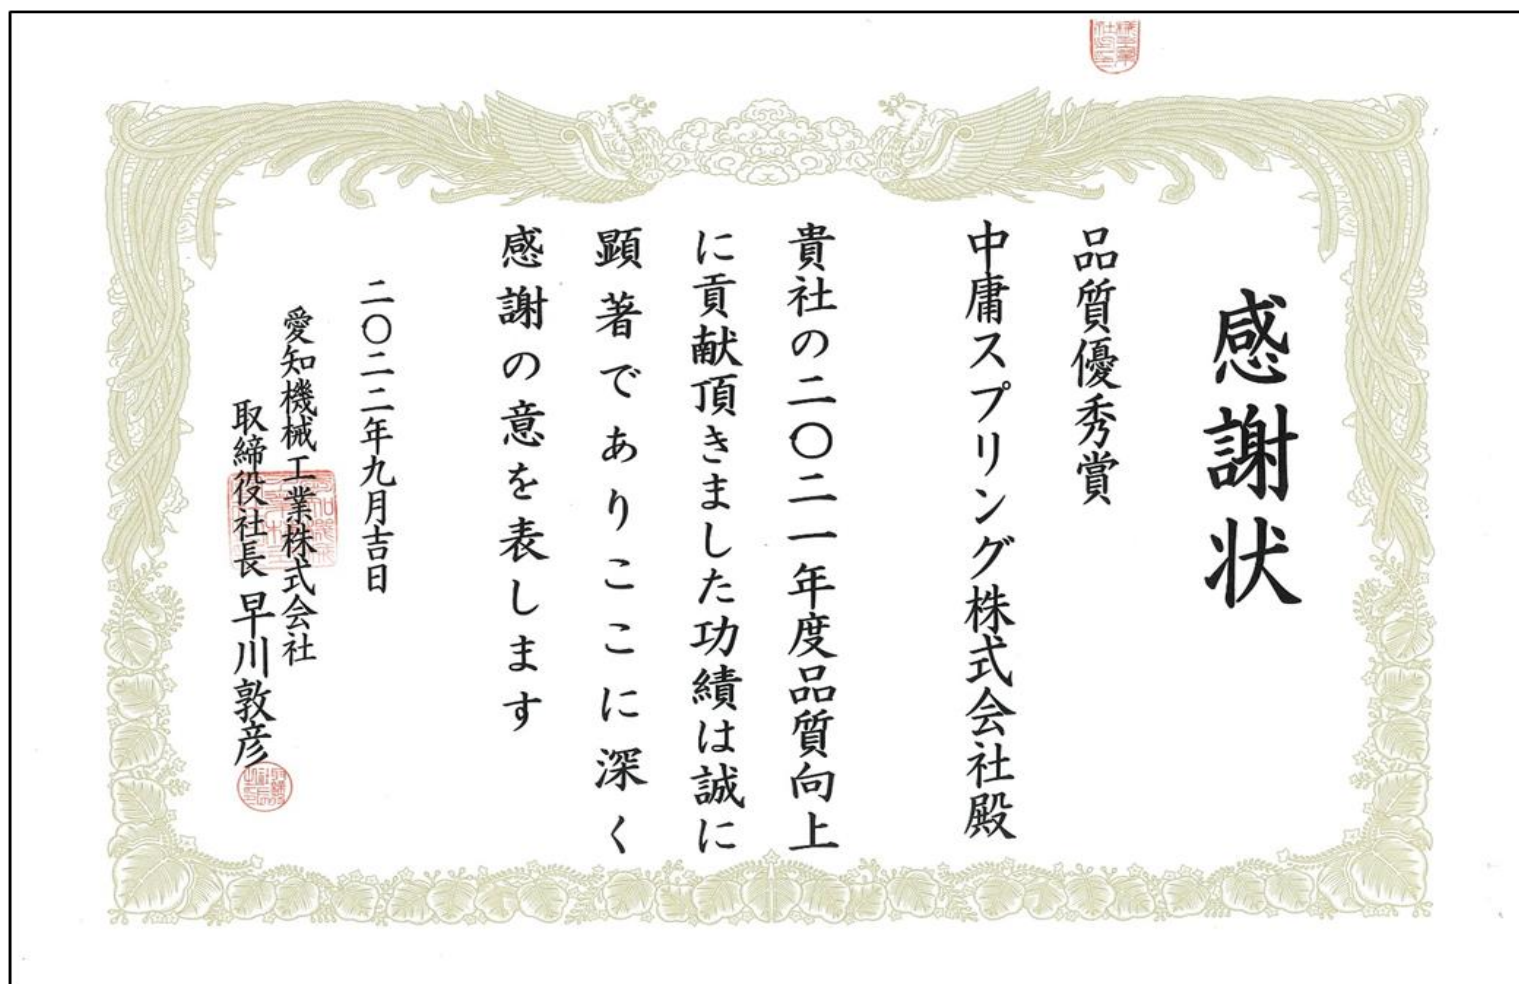 感謝状
品質優秀賞
中庸スプリング株式会社殿
貴社の二〇二一年度品質向上
に貢献頂きました功績は誠に
顕著でありここに深く
感謝の意を表します
二〇二二年九月吉日
愛知機械工業株式会社
取締役社長 早川敦彦